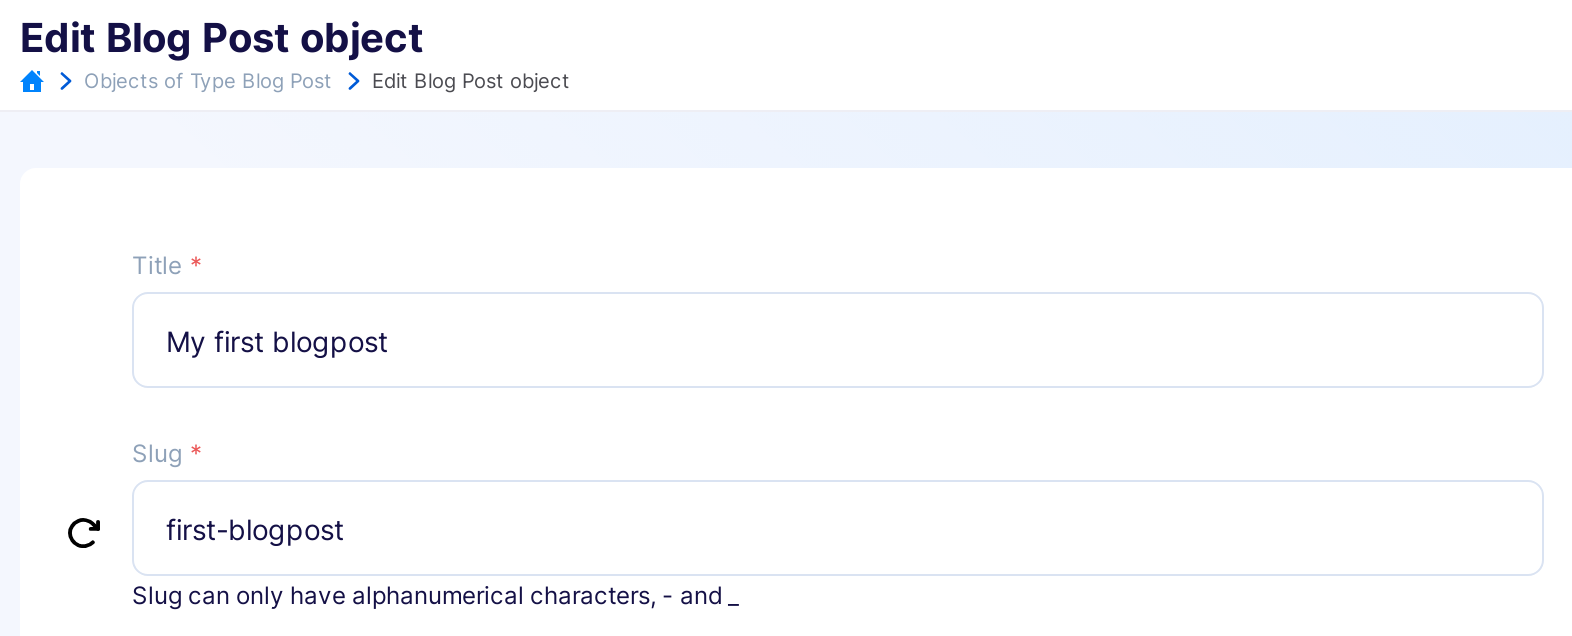 Edit Blog Post object
Objects of Type Blog Post Edit Blog Post object
Title *
My first blogpost
Slug *
first-blogpost
Slug can only have alphanumerical characters, - and _